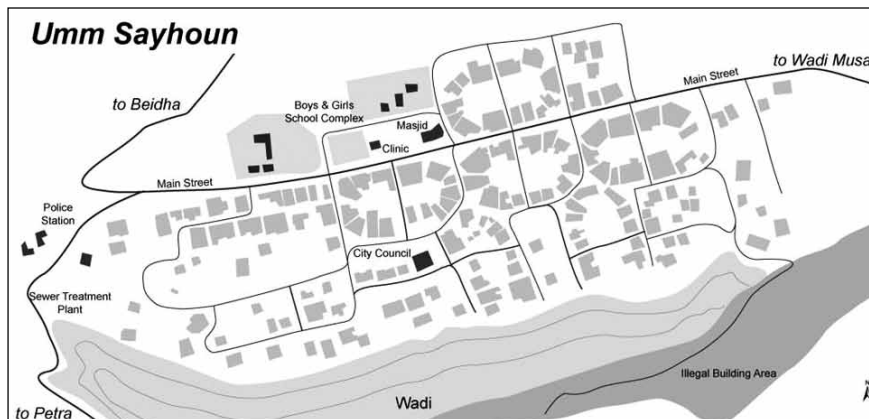 Umm Sayhoun
to Wadi Musa
Main Street
to Beidha
Boys & Girls
School Complex
Masjid
Clinic
Main Street
Police
Station
City Council
Sewer Treatment
Plant
Illegal Building Area
Wadi
to Petra
N